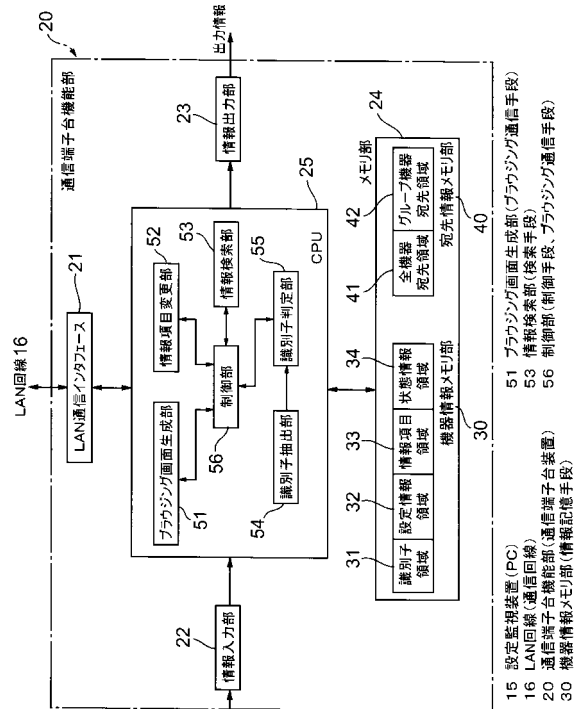 LAN回線16
20
通信端子台機能部
21
LAN通信インタフェース
25
ブラウジング画面生成部
51
情報項目変更部
52
情報検索部
53
制御部
56
識別子抽出部
54
識別子判定部
55
CPU
22
情報入力部
23
情報出力部
出力情報
24
メモリ部
31
識別子
領域
32
設定情報
領域
33
情報項目
領域
34
状態情報
領域
機器情報メモリ部
30
41
全機器
宛先領域
42
グループ機器
宛先領域
宛先情報メモリ部
40
15 設定監視装置(PC)
16 LAN回線(通信回線)
20 通信端子台機能部(通信端子台装置)
30 機器情報メモリ部(情報記憶手段)
51 ブラウジング画面生成部(ブラウジング通信手段)
53 情報検索部(検索手段)
56 制御部(制御手段、ブラウジング通信手段)